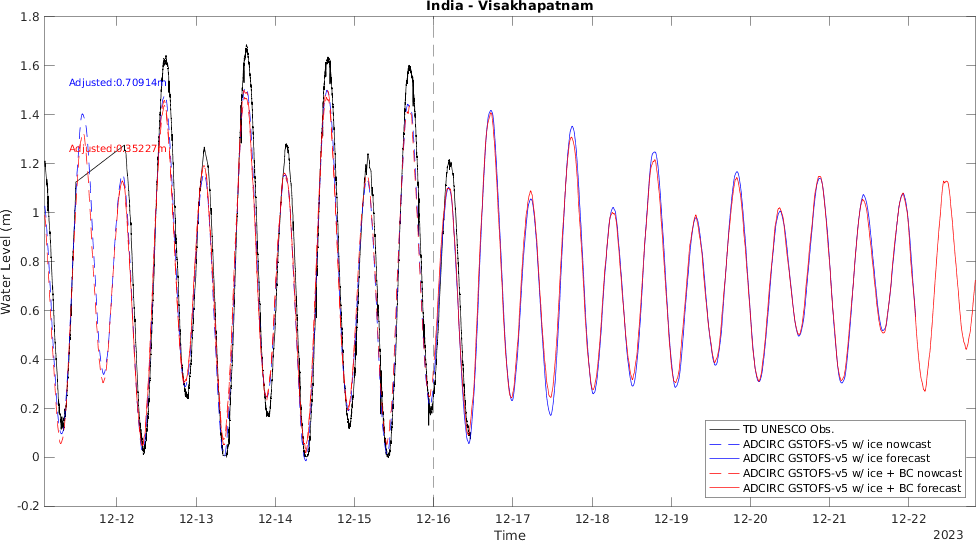 India - Visakhapatnam
1.8
1.6
1.4
1.2
1
0.8
0.6
0.4
0.2
0
-0.2
Water Level (m)
Adjusted:0.70914m
Adjusted:0.35227m
TD UNESCO Obs.
ADCIRC GSTOFS-v5 w/ ice nowcast
ADCIRC GSTOFS-v5 w/ ice forecast
ADCIRC GSTOFS-v5 w/ ice + BC nowcast
ADCIRC GSTOFS-v5 w/ ice + BC forecast
12-12 12-13 12-14 12-15 12-16 12-17 12-18 12-19 12-20 12-21 12-22
Time
2023